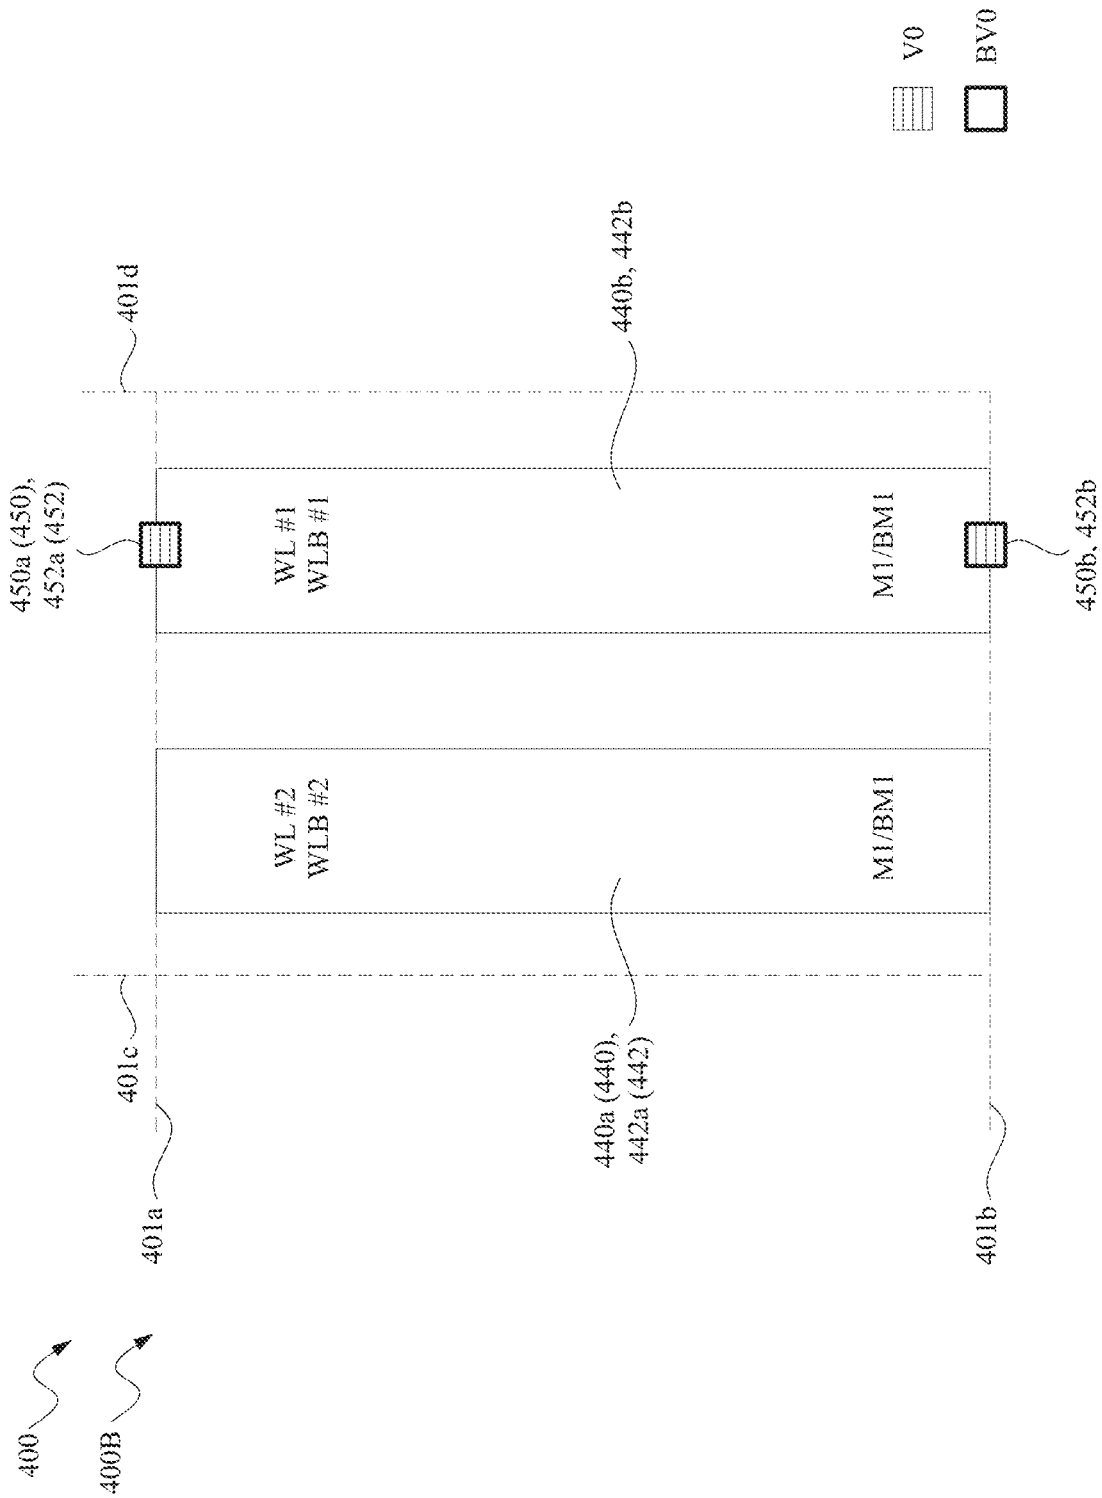 400
400B
401a
401b
401c
401d
450a (450),
452a (452)
WL #2
WLB #2
WL #1
WLB #1
440a (440),
442a (442)
440b, 442b
M1/BM1
M1/BM1
450b, 452b
V0
BV0